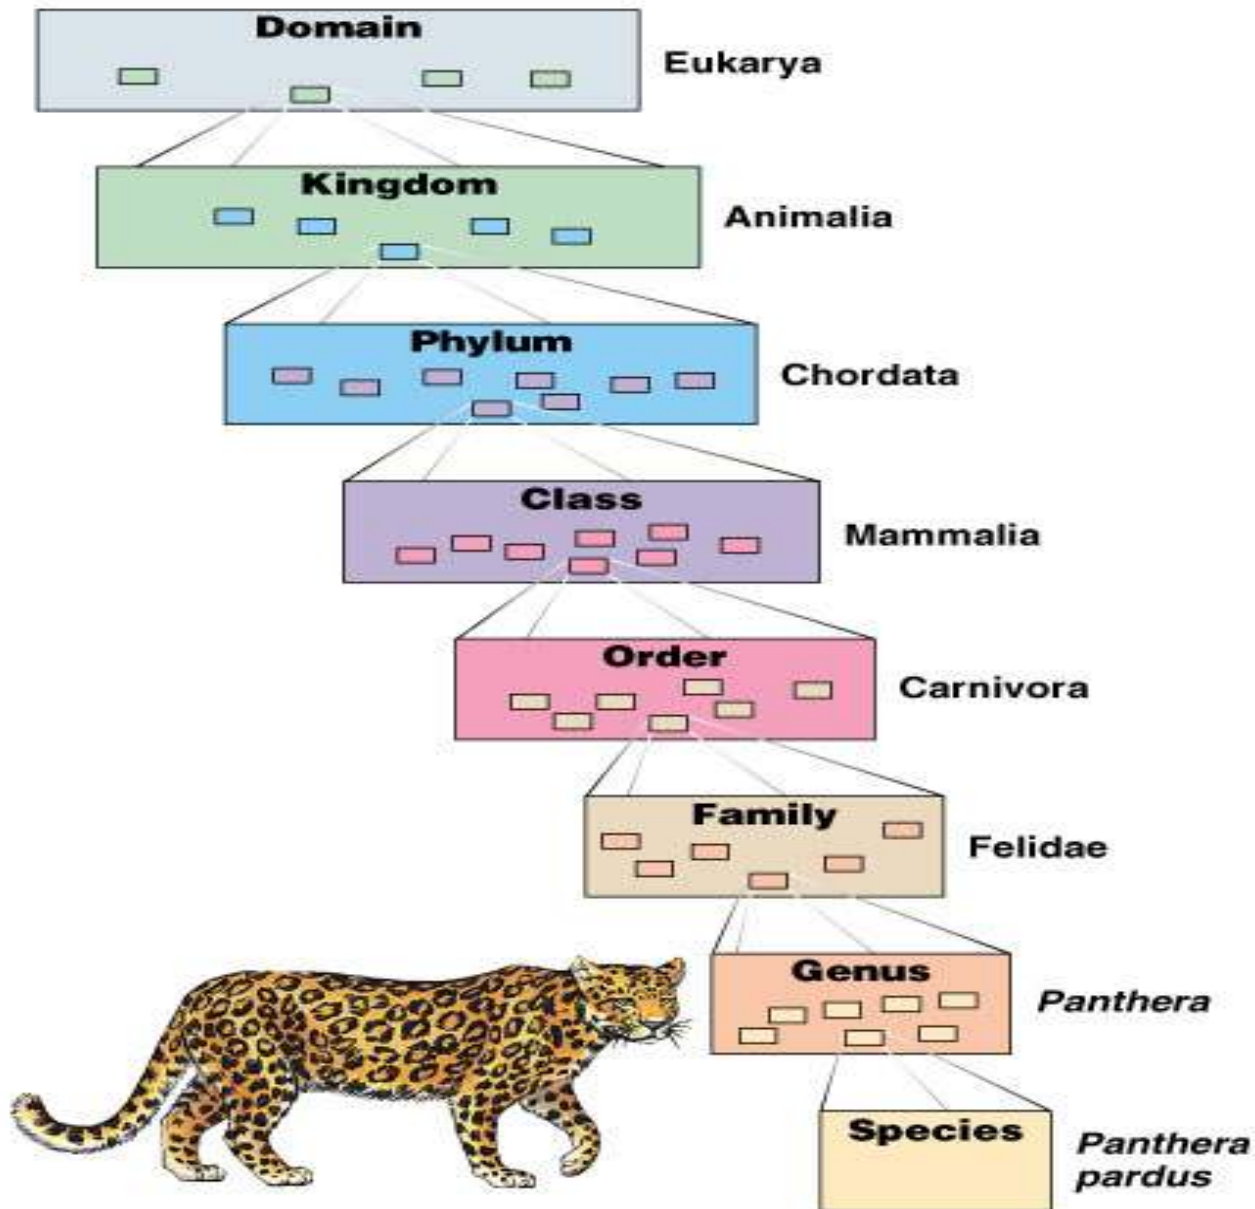 Domain
Eukarya
Kingdom
Animalia
Phylum
Chordata
Class
Mammalia
Order
Carnivora
Family
Felidae
Genus
Panthera
Species
Panthera
pardus